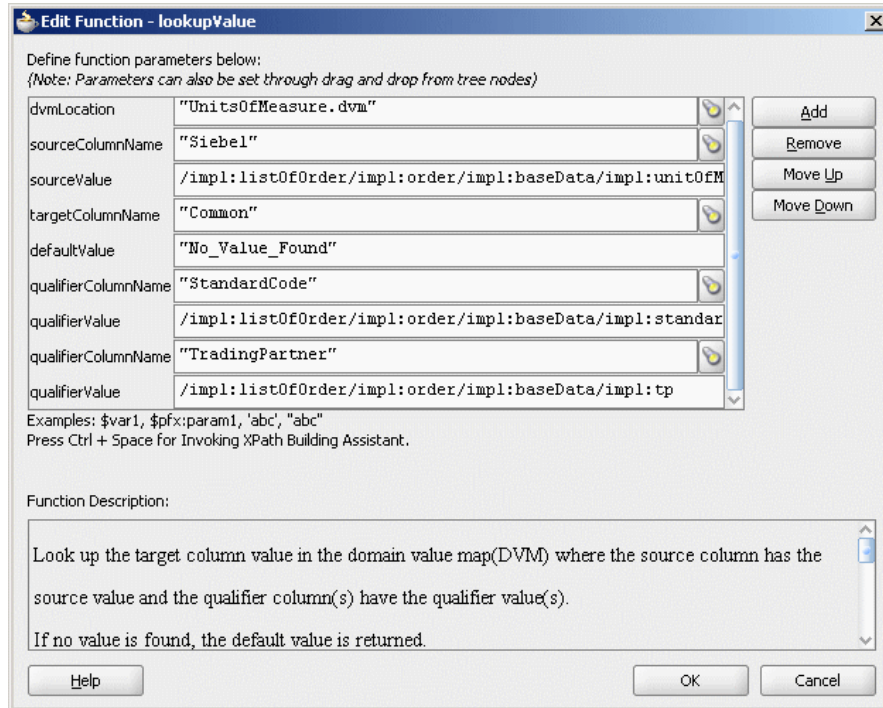 Edit Function - lookupValue
Define function parameters below:
(Note: Parameters can also be set through drag and drop from tree nodes)
dvmLocation "UnitsOfMeasure.dvm"
sourceColumnName "Siebel"
sourceValue /impl:listOfOrder/impl:order/impl:baseData/impl:unitOfM
targetColumnName "Common"
defaultValue "No_Value_Found"
qualifierColumnName "StandardCode"
qualifierValue /impl:listOfOrder/impl:order/impl:baseData/impl:standar
qualifierColumnName "TradingPartner"
qualifierValue /impl:listOfOrder/impl:order/impl:baseData/impl:tp
Add
Remove
Move Up
Move Down
Examples: $var1, $pfx:param1, 'abc', "abc"
Press Ctrl + Space for Invoking XPath Building Assistant.
Function Description:
Look up the target column value in the domain value map(DVM) where the source column has the
source value and the qualifier column(s) have the qualifier value(s).
If no value is found, the default value is returned.
Help
OK
Cancel